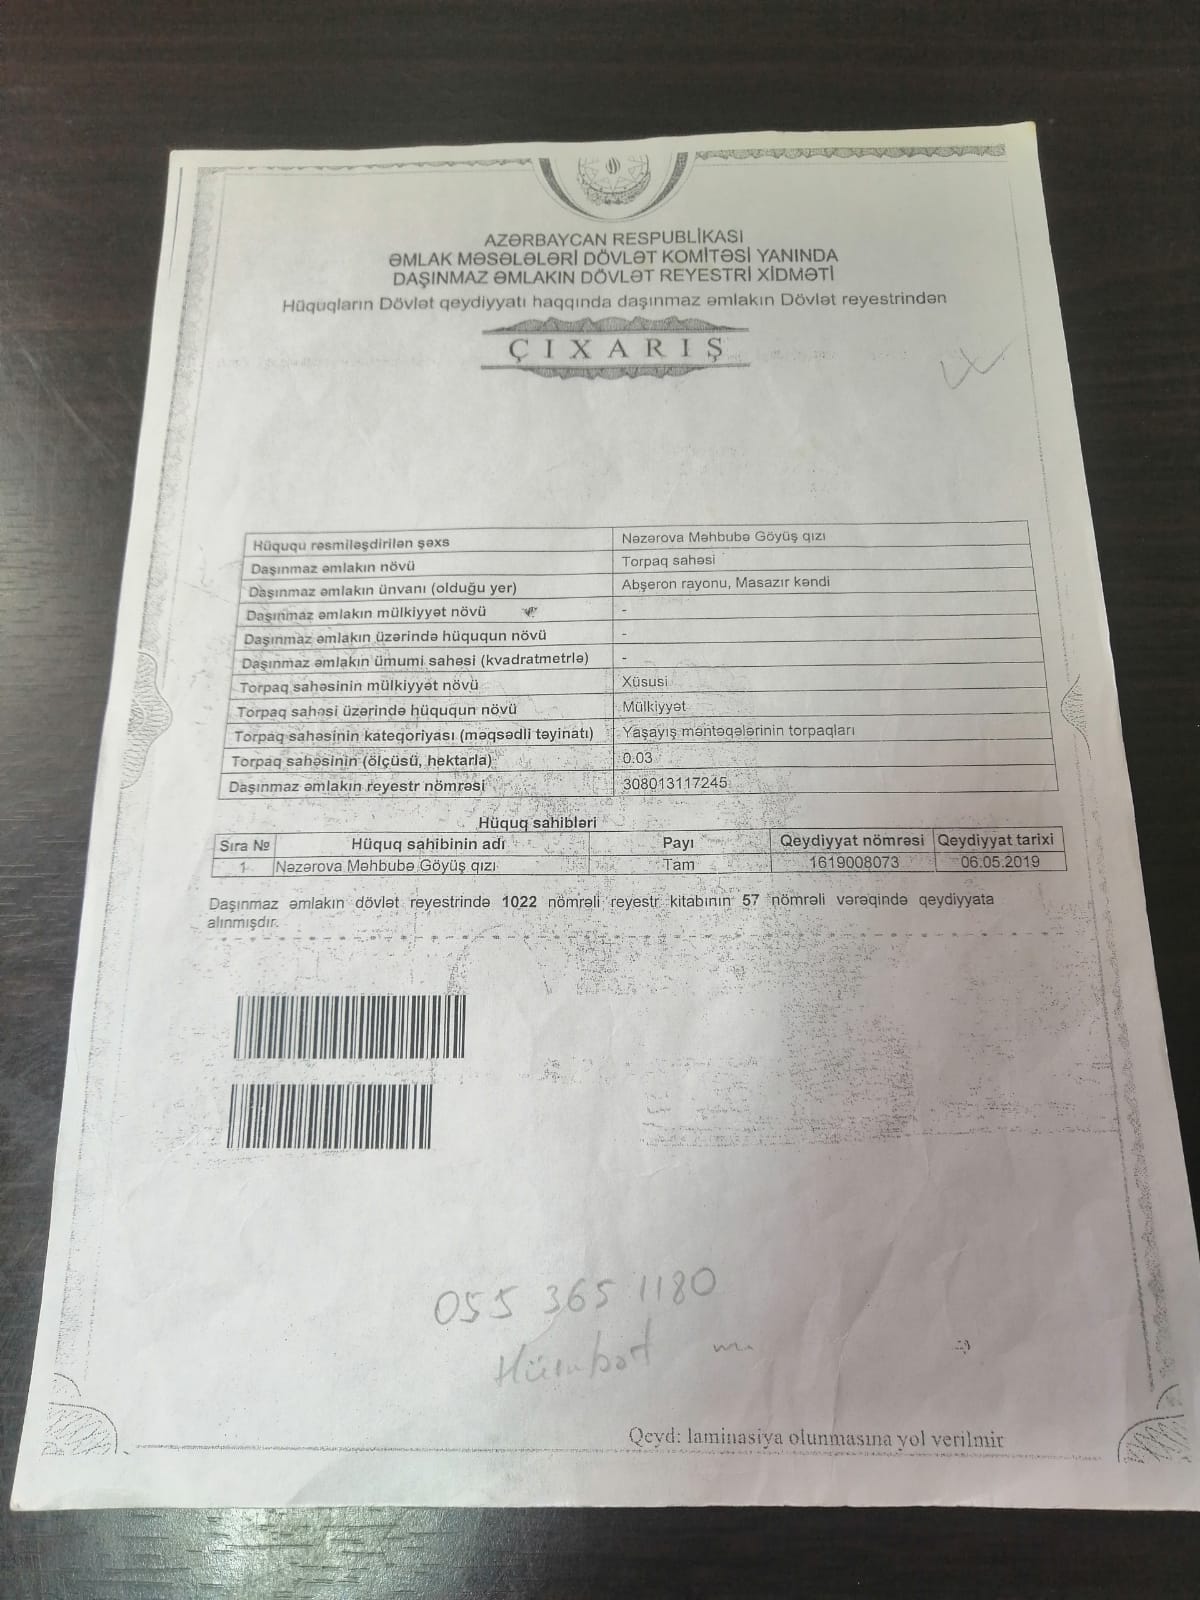 AZƏRBAYCAN RESPUBLİKASI
ƏMLAK MƏSƏLƏLƏRİ DÖVLƏT KOMİTƏSİ YANINDA
DAŞINMAZ ƏMLAKIN DÖVLƏT REYESTRİ XİDMƏTİ
Hüquqların Dövlət qeydiyyatı haqqında daşınmaz əmlakın Dövlət reyestrindən
ÇIXARIŞ
Hüququ rəsmiləşdirilən şəxs Nəzərova Məhbubə Göyüş qızı
Daşınmaz əmlakın növü Torpaq sahəsi
Daşınmaz əmlakın ünvanı (olduğu yer) Abşeron rayonu, Masazır kəndi
Daşınmaz əmlakın mülkiyyət növü -
Daşınmaz əmlakın üzərində hüququn növü -
Daşınmaz əmlakın ümumi sahəsi (kvadratmetrlə) -
Torpaq sahəsinin mülkiyyət növü Xüsusi
Torpaq sahəsi üzərində hüququn növü Mülkiyyət
Torpaq sahəsinin kateqoriyası (məqsədli təyinatı) Yaşayış məntəqələrinin torpaqları
Torpaq sahəsinin (ölçüsü, hektarla) 0.03
Daşınmaz əmlakın reyestr nömrəsi 308013117245
Hüquq sahibləri
Sıra № Hüquq sahibinin adı Payı Qeydiyyat nömrəsi Qeydiyyat tarixi
1 Nəzərova Məhbubə Göyüş qızı Tam 1619008073 06.05.2019
Daşınmaz əmlakın dövlət reyestrində 1022 nömrəli reyestr kitabının 57 nömrəli vərəqində qeydiyyata
alınmışdır.
055 365 1180
Qeyd: laminasiya olunmasına yol verilmir